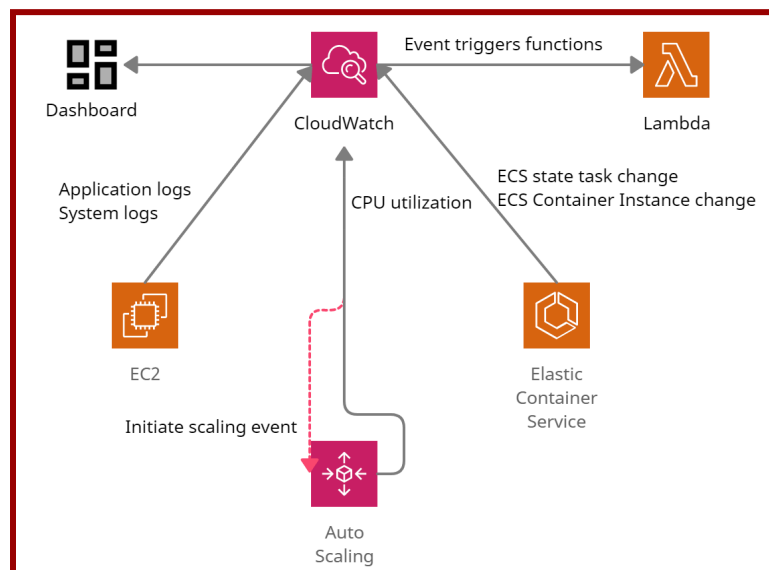 Event triggers functions
Dashboard
CloudWatch
Lambda
Application logs
System logs
ECS state task change
ECS Container Instance change
CPU utilization
EC2
Elastic
Container
Service
Initiate scaling event
Auto
Scaling